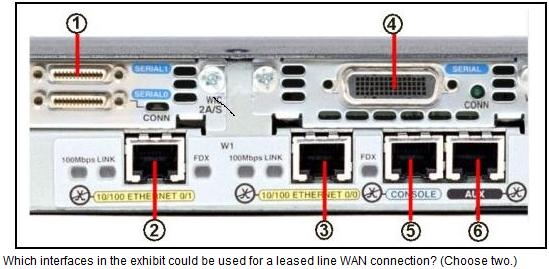 1
4
SERIAL1
SERIAL
SERIAL0
CONN
WIC
2A/S
CONN
W1
100Mbps LINK
FDX
100Mbps LINK
FDX
10/100 ETHERNET 0/1
10/100 ETHERNET 0/0
CONSOLE
AUX
2
3
5
6
Which interfaces in the exhibit could be used for a leased line WAN connection? (Choose two.)